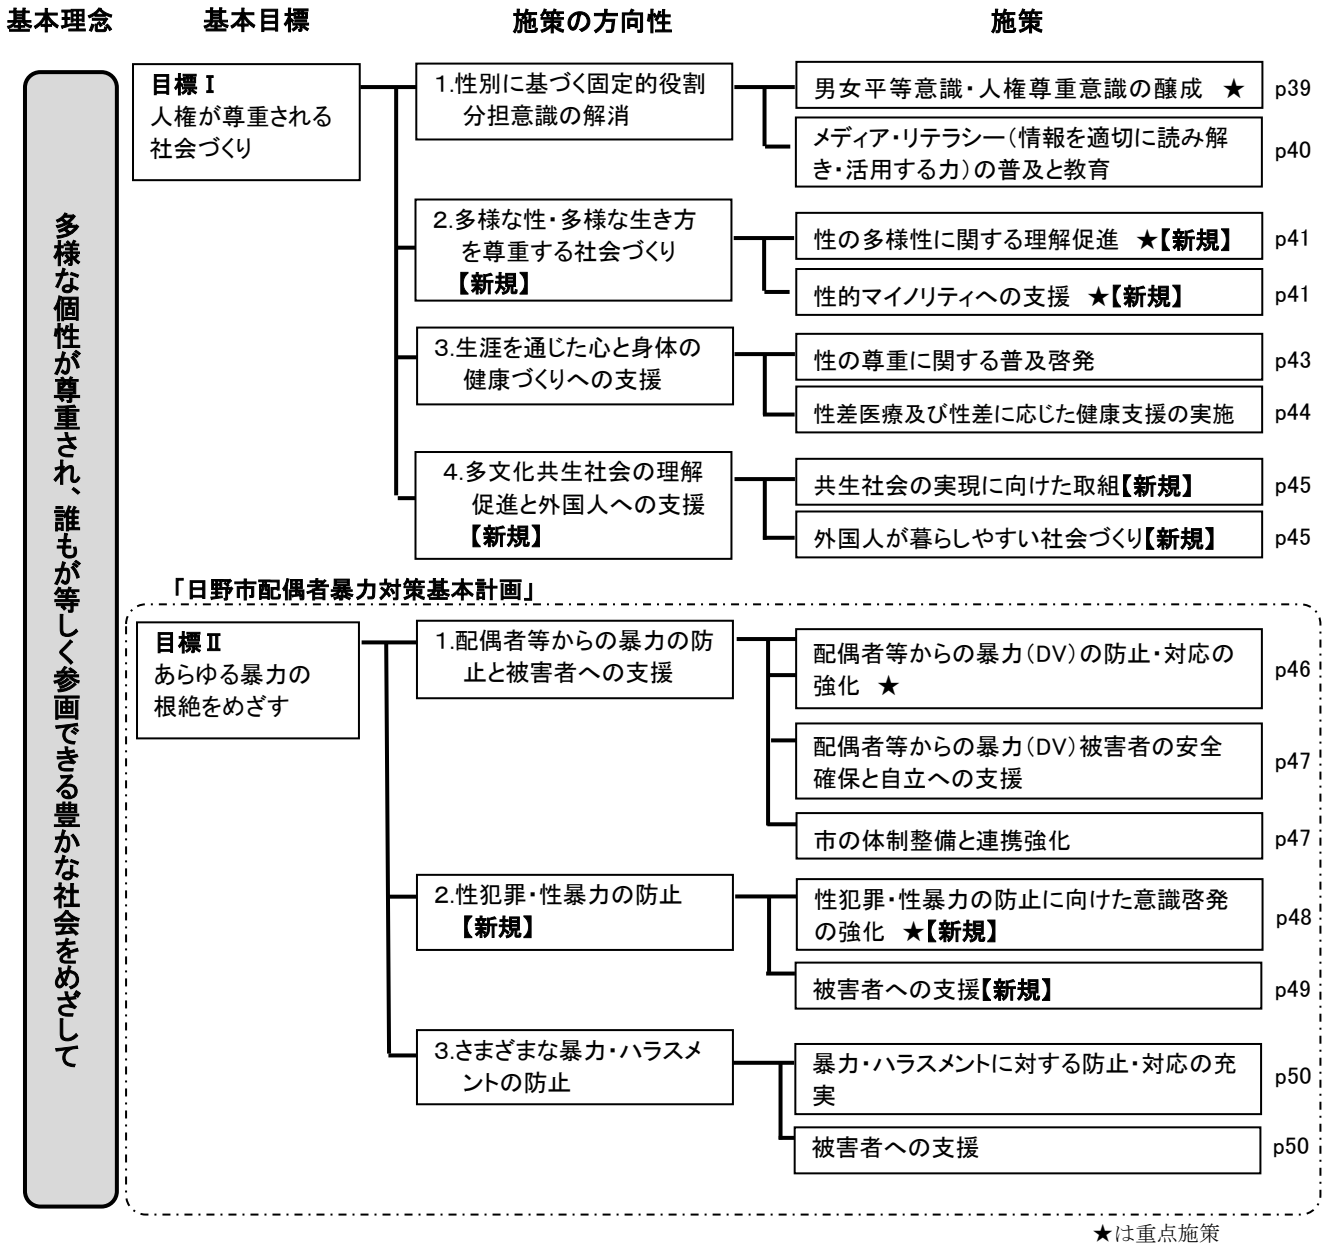 基本理念
基本目標
施策の方向性
施策
多様な個性が尊重され、誰もが等しく参画できる豊かな社会をめざして
目標Ⅰ
人権が尊重される
社会づくり
1.性別に基づく固定的役割
分担意識の解消
男女平等意識・人権尊重意識の醸成 ★
p39
メディア・リテラシー(情報を適切に読み解
き・活用する力)の普及と教育
p40
2.多様な性・多様な生き方
を尊重する社会づくり
【新規】
性の多様性に関する理解促進 ★【新規】
p41
性的マイノリティへの支援 ★【新規】
p41
3.生涯を通じた心と身体の
健康づくりへの支援
性の尊重に関する普及啓発
p43
性差医療及び性差に応じた健康支援の実施
p44
4.多文化共生社会の理解
促進と外国人への支援
【新規】
共生社会の実現に向けた取組【新規】
p45
外国人が暮らしやすい社会づくり【新規】
p45
「日野市配偶者暴力対策基本計画」
目標Ⅱ
あらゆる暴力の
根絶をめざす
1.配偶者等からの暴力の防
止と被害者への支援
配偶者等からの暴力(DV)の防止・対応の
強化 ★
p46
配偶者等からの暴力(DV)被害者の安全
確保と自立への支援
p47
市の体制整備と連携強化
p47
2.性犯罪・性暴力の防止
【新規】
性犯罪・性暴力の防止に向けた意識啓発
の強化 ★【新規】
p48
被害者への支援【新規】
p49
3.さまざまな暴力・ハラスメ
ントの防止
暴力・ハラスメントに対する防止・対応の充
実
p50
被害者への支援
p50
★は重点施策